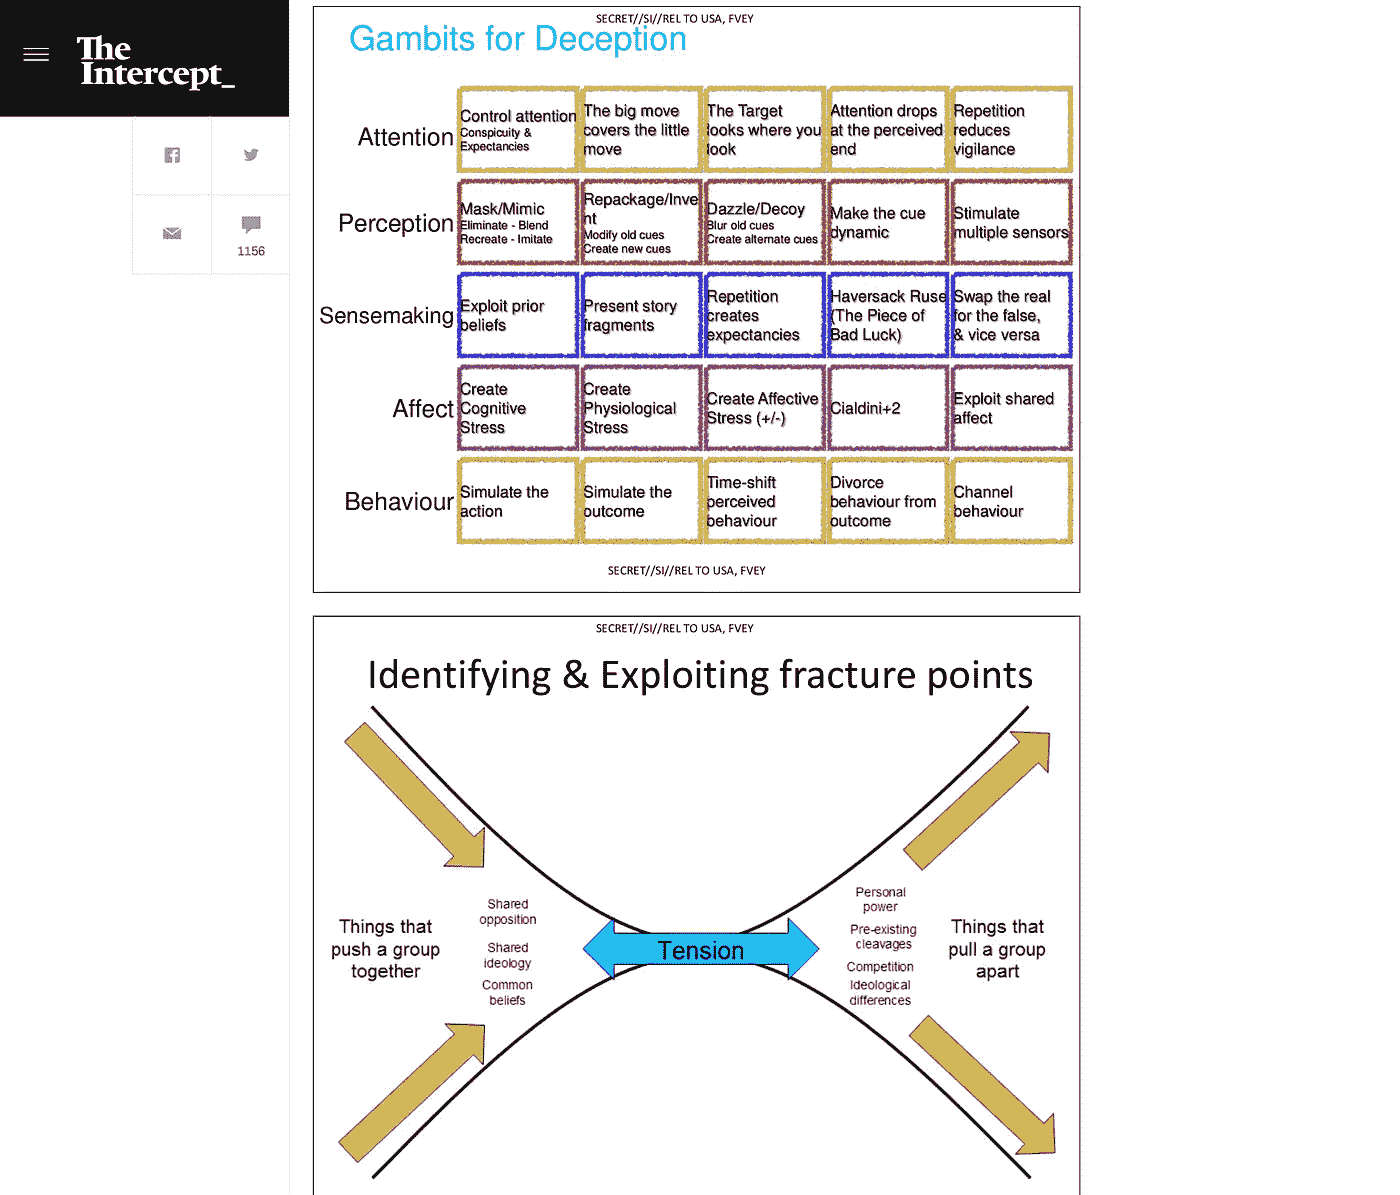 The
Intercept_
1156
SECRET//SI//REL TO USA, FVEY
Gambits for Deception
Attention
Control attention
Conspicuity &
Expectancies
The big move
covers the little
move
The Target
looks where you
look
Attention drops
at the perceived
end
Repetition
reduces
vigilance
Perception
Mask/Mimic
Eliminate - Blend
Recreate - Imitate
Repackage/Inve
nt
Modify old cues
Create new cues
Dazzle/Decoy
Blur old cues
Create alternate cues
Make the cue
dynamic
Stimulate
multiple sensors
Sensemaking
Exploit prior
beliefs
Present story
fragments
Repetition
creates
expectancies
Haversack Ruse
(The Piece of
Bad Luck)
Swap the real
for the false,
& vice versa
Affect
Create
Cognitive
Stress
Create
Physiological
Stress
Create Affective
Stress (+/-)
Cialdini+2
Exploit shared
affect
Behaviour
Simulate the
action
Simulate the
outcome
Time-shift
perceived
behaviour
Divorce
behaviour from
outcome
Channel
behaviour
SECRET//SI//REL TO USA, FVEY
SECRET//SI//REL TO USA, FVEY
Identifying & Exploiting fracture points
Things that
push a group
together
Shared
opposition
Shared
ideology
Common
beliefs
Tension
Personal
power
Pre-existing
cleavages
Competition
Ideological
differences
Things that
pull a group
apart